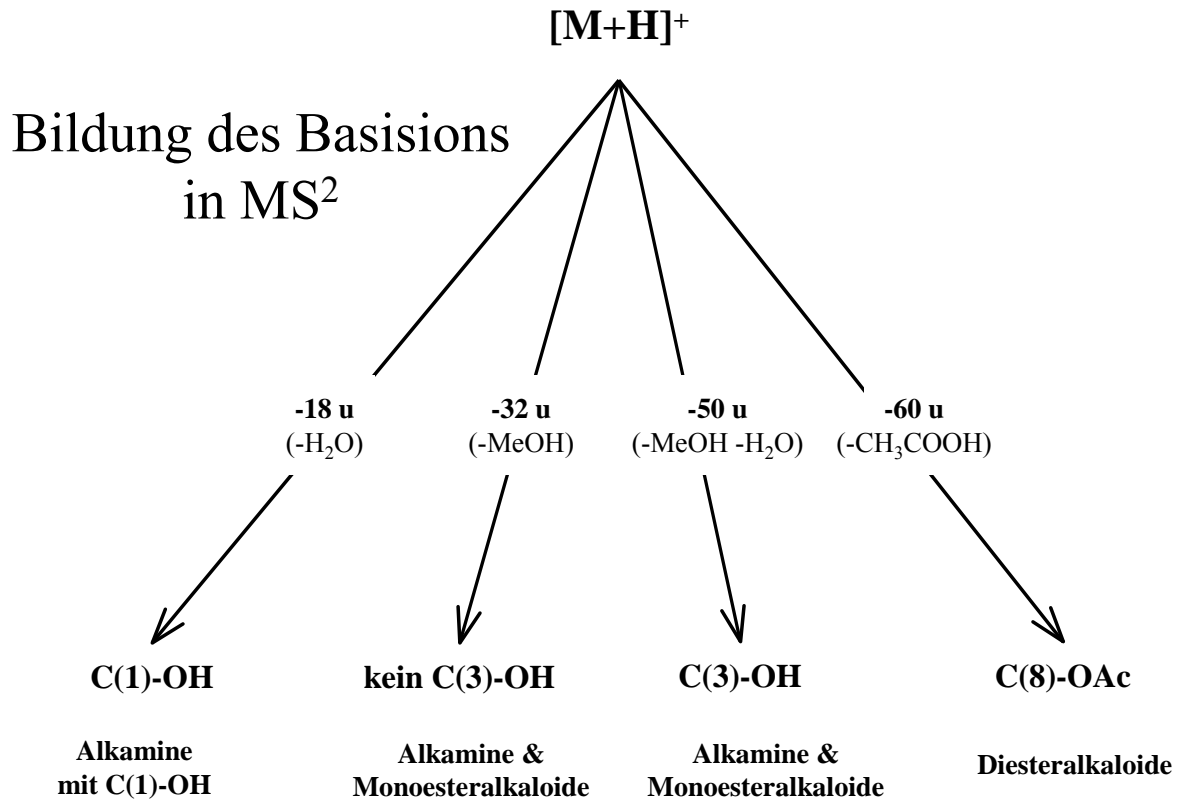 [M+H]⁺
Bildung des Basisions
in MS²
-18 u
(-H₂O)
-32 u
(-MeOH)
-50 u
(-MeOH -H₂O)
-60 u
(-CH₃COOH)
C(1)-OH
kein C(3)-OH
C(3)-OH
C(8)-OAc
Alkamine
mit C(1)-OH
Alkamine &
Monoesteralkaloide
Alkamine &
Monoesteralkaloide
Diesteralkaloide